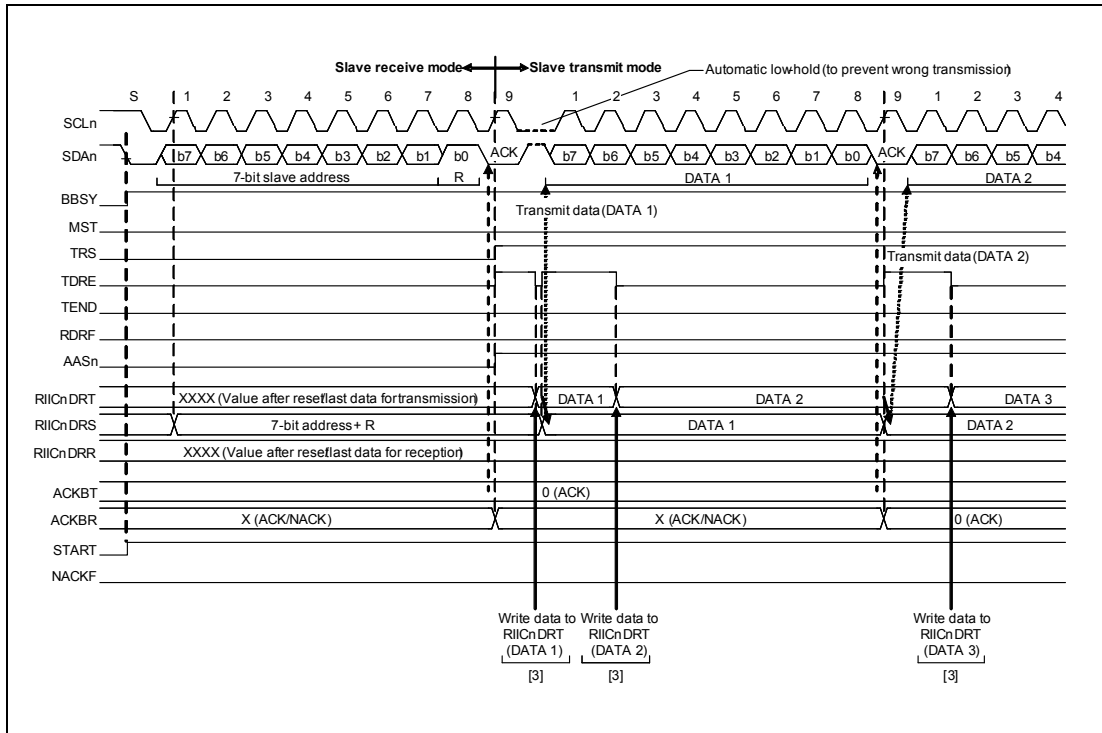 Slave receive mode Slave transmit mode Automatic low-hold (to prevent wrong transmission)
S 1 2 3 4 5 6 7 8 9 1 2 3 4 5 6 7 8 9 1 2 3 4
SCLn
SDAn b7 b6 b5 b4 b3 b2 b1 b0 ACK b7 b6 b5 b4 b3 b2 b1 b0 ACK b7 b6 b5 b4
7-bit slave address R DATA 1 DATA 2
BBSY
Transmit data (DATA 1)
MST
TRS
Transmit data (DATA 2)
TDRE
TEND
RDRF
AASn
RIICnDRT XXXX (Value after reset/last data for transmission) DATA 1 DATA 2 DATA 3
RIICnDRS 7-bit address + R DATA 1 DATA 2
RIICnDRR XXXX (Value after reset/last data for reception)
ACKBT 0 (ACK)
ACKBR X (ACK/NACK) X (ACK/NACK) 0 (ACK)
START
NACKF
Write data to Write data to Write data to
RIICnDRT RIICnDRT RIICnDRT
(DATA 1) (DATA 2) (DATA 3)
[3] [3] [3]